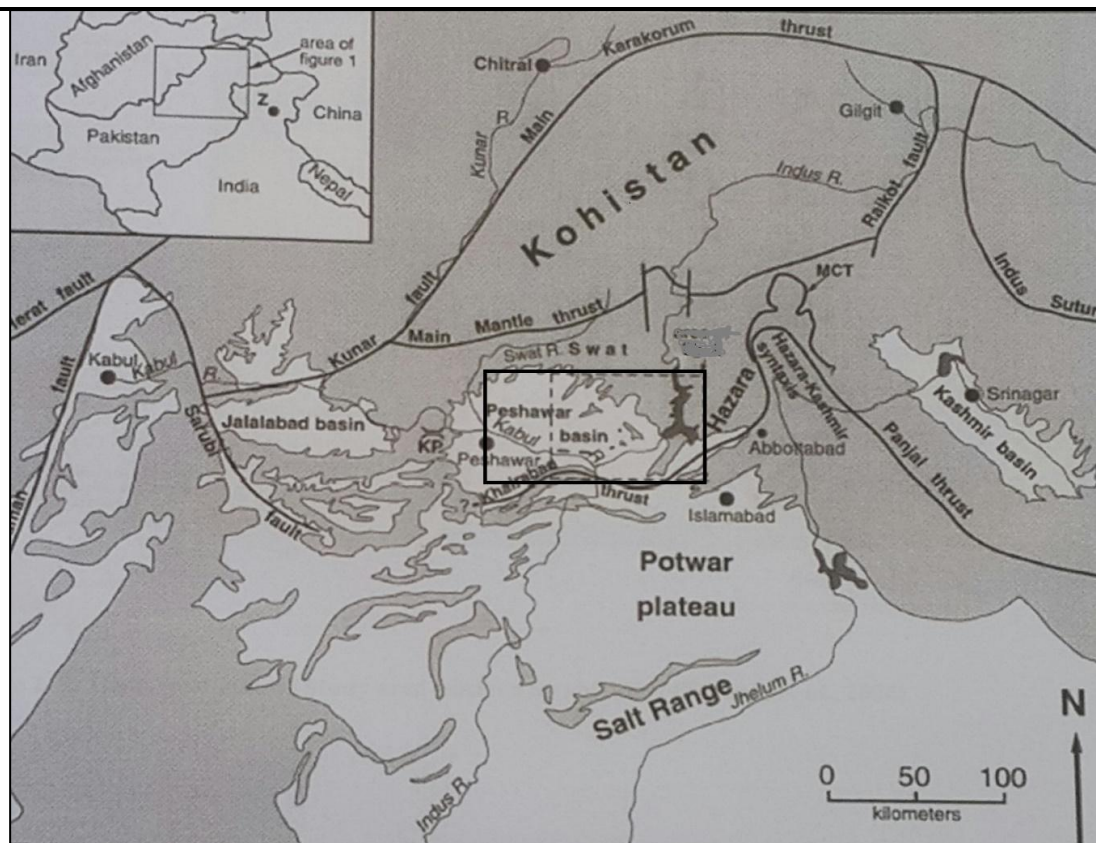 Iran
Afghanistan
area of
figure 1
Z
China
Pakistan
India
Nepal
Chitral
Karakorum
thrust
Main
Kunar
R.
fault
Gilgit
Indus R.
Raikot fault
Kohistan
MCT
Indus
Sutur
erat fault
Main Mantle thrust
Kunar
Swat R.
Swat
Kabul
Kabul
R.
fault
Sarubi
fault
Jalalabad basin
KP
Peshawar
basin
Kabul
Peshawar
Khairabad
thrust
?
Hazara
Hazara-Kashmir
syntaxis
Abbottabad
Islamabad
Panjal thrust
Srinagar
Kashmir
basin
Potwar
plateau
Salt Range
Jhelum R.
Indus R.
N
0 50 100
kilometers